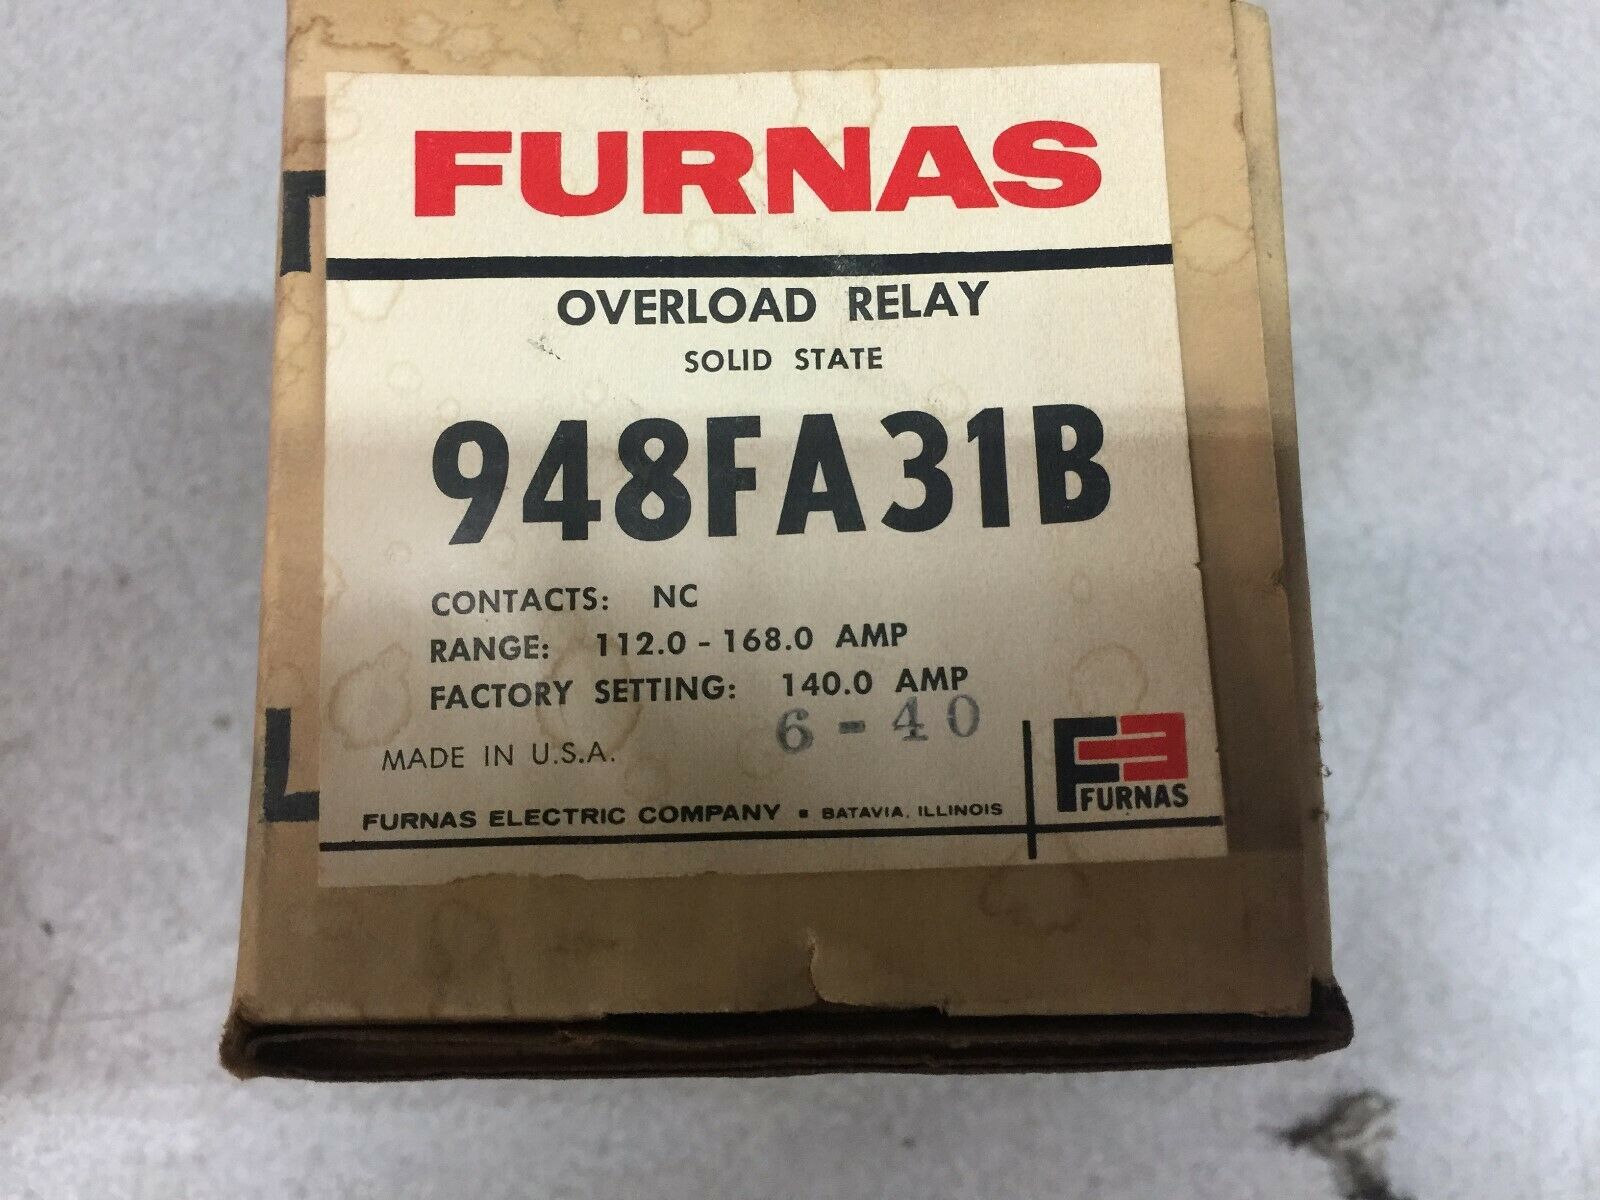 FURNAS
OVERLOAD RELAY
SOLID STATE
948FA31B
CONTACTS: NC
RANGE: 112.0 - 168.0 AMP
FACTORY SETTING: 140.0 AMP
6-40
MADE IN U.S.A.
FURNAS ELECTRIC COMPANY ▪ BATAVIA, ILLINOIS
FURNAS